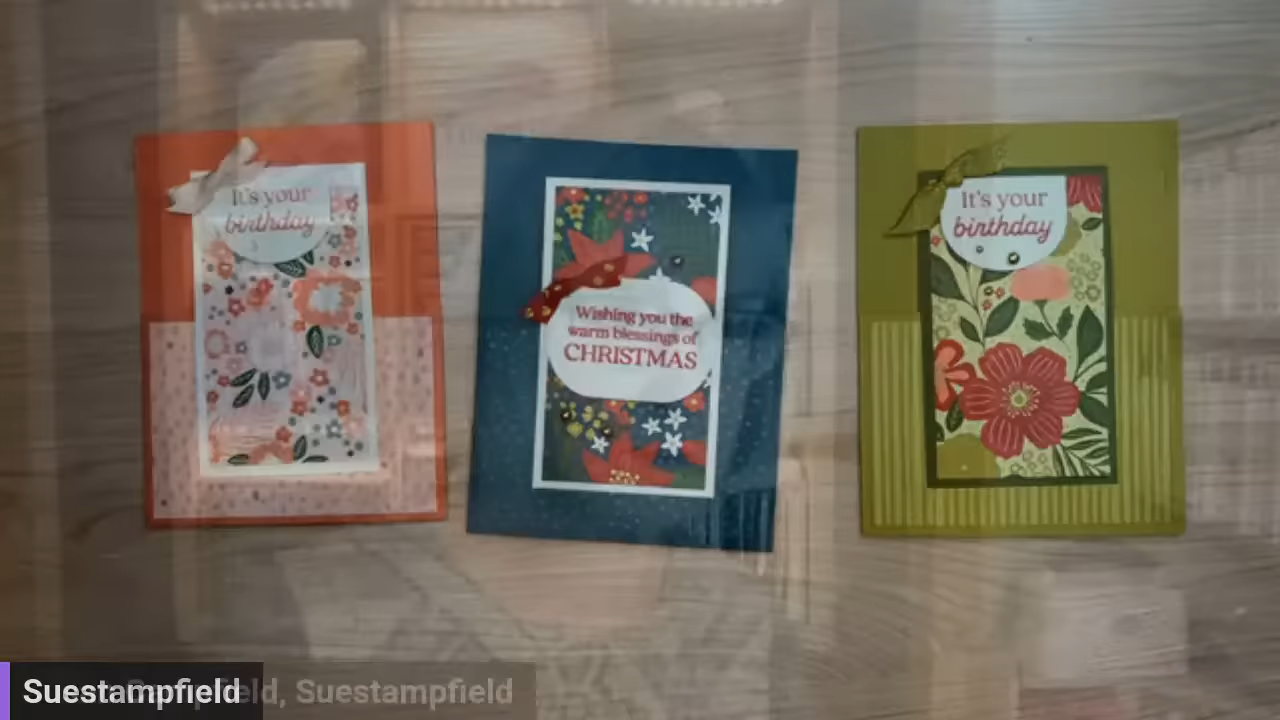 It's your
birthday
Wishing you the
warm blessings of
CHRISTMAS
It's your
birthday
Suestampfield
Suestampfield